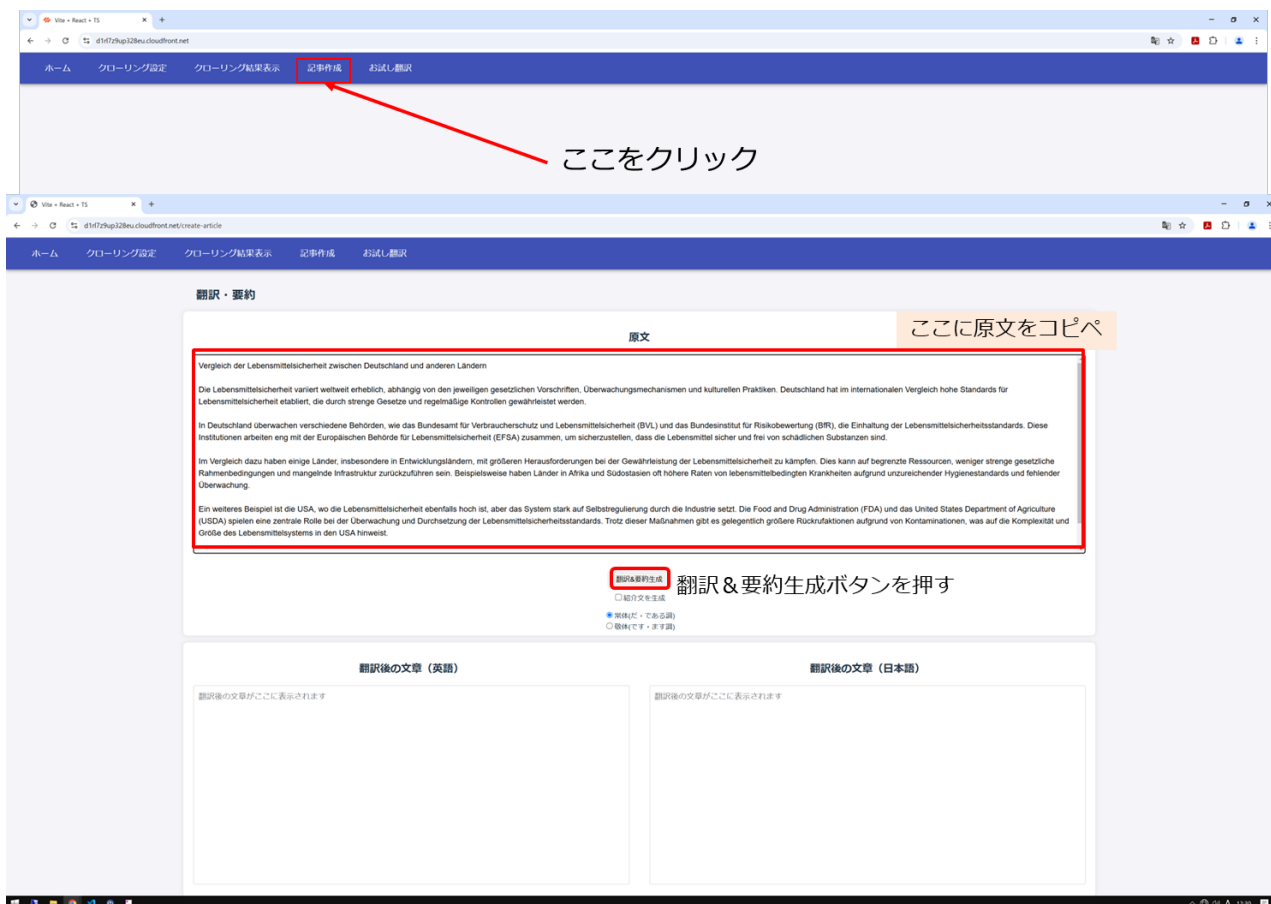 Vite + React + TS
d1rl7z9up328eu.cloudfront.net
ホーム クローリング設定 クローリング結果表示 記事作成 お試し翻訳
ここをクリック
Vite + React + TS
d1rl7z9up328eu.cloudfront.net/create-article
ホーム クローリング設定 クローリング結果表示 記事作成 お試し翻訳
翻訳・要約
原文
ここに原文をコピペ
Vergleich der Lebensmittelsicherheit zwischen Deutschland und anderen Ländern
Die Lebensmittelsicherheit variiert weltweit erheblich, abhängig von den jeweiligen gesetzlichen Vorschriften, Überwachungsmechanismen und kulturellen Praktiken. Deutschland hat im internationalen Vergleich hohe Standards für
Lebensmittelsicherheit etabliert, die durch strenge Gesetze und regelmäßige Kontrollen gewährleistet werden.
In Deutschland überwachen verschiedene Behörden, wie das Bundesamt für Verbraucherschutz und Lebensmittelsicherheit (BVL) und das Bundesinstitut für Risikobewertung (BfR), die Einhaltung der Lebensmittelsicherheitsstandards. Diese
Institutionen arbeiten eng mit der Europäischen Behörde für Lebensmittelsicherheit (EFSA) zusammen, um sicherzustellen, dass die Lebensmittel sicher und frei von schädlichen Substanzen sind.
Im Vergleich dazu haben einige Länder, insbesondere in Entwicklungsländern, mit größeren Herausforderungen bei der Gewährleistung der Lebensmittelsicherheit zu kämpfen. Dies kann auf begrenzte Ressourcen, weniger strenge gesetzliche
Rahmenbedingungen und mangelnde Infrastruktur zurückzuführen sein. Beispielsweise haben Länder in Afrika und Südostasien oft höhere Raten von lebensmittelbedingten Krankheiten aufgrund unzureichender Hygienestandards und fehlender
Überwachung.
Ein weiteres Beispiel ist die USA, wo die Lebensmittelsicherheit ebenfalls hoch ist, aber das System stark auf Selbstregulierung durch die Industrie setzt. Die Food and Drug Administration (FDA) und das United States Department of Agriculture
(USDA) spielen eine zentrale Rolle bei der Überwachung und Durchsetzung der Lebensmittelsicherheitsstandards. Trotz dieser Maßnahmen gibt es gelegentlich größere Rückrufaktionen aufgrund von Kontaminationen, was auf die Komplexität und
Größe des Lebensmittelsystems in den USA hinweist.
翻訳&要約生成
翻訳＆要約生成ボタンを押す
紹介文を生成
常体(だ・である調)
敬体(です・ます調)
翻訳後の文章（英語） 翻訳後の文章（日本語）
翻訳後の文章がここに表示されます 翻訳後の文章がここに表示されます